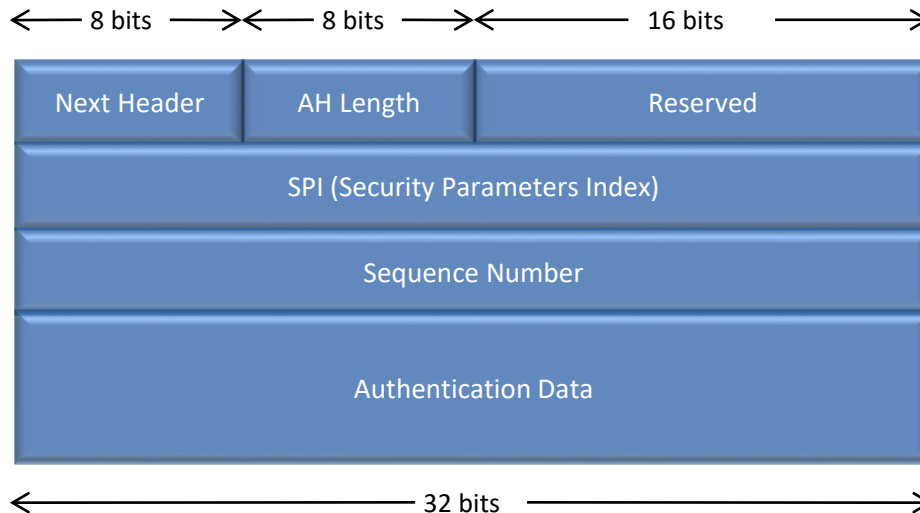 8 bits 8 bits 16 bits
Next Header AH Length Reserved
SPI (Security Parameters Index)
Sequence Number
Authentication Data
32 bits